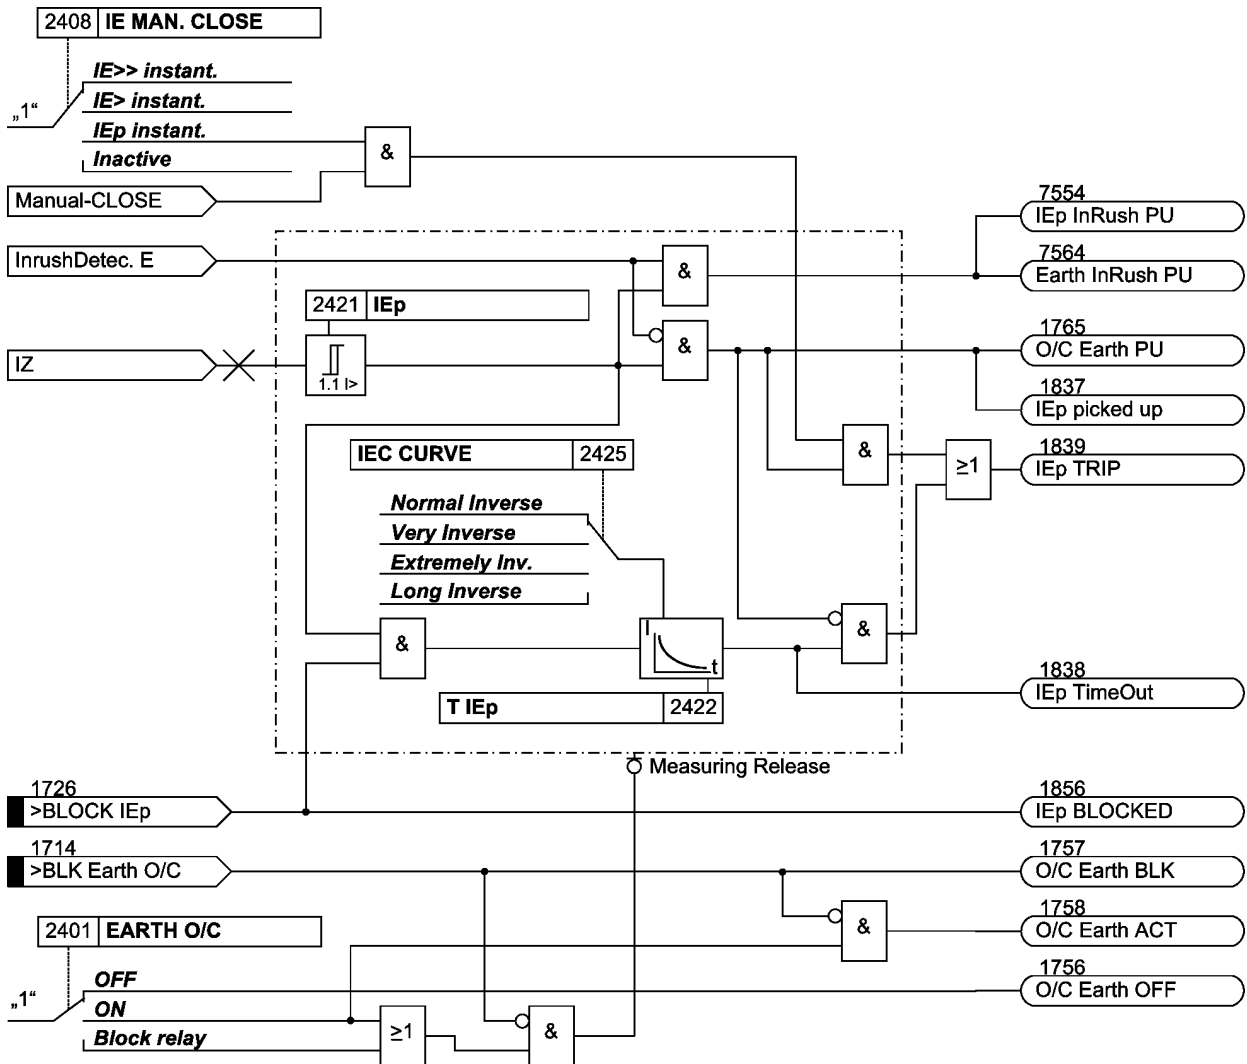 2408 IE MAN. CLOSE
IE>> instant.
IE> instant.
„1“
IEp instant.
Inactive
&
Manual-CLOSE
7554
IEp InRush PU
InrushDetec. E
&
7564
Earth InRush PU
2421 IEp
1765
O/C Earth PU
&
IZ
1.1 I>
1837
IEp picked up
IEC CURVE 2425
&
≥1
1839
IEp TRIP
Normal Inverse
Very Inverse
Extremely Inv.
Long Inverse
&
I
t
&
1838
IEp TimeOut
T IEp 2422
Measuring Release
1726
>BLOCK IEp
1856
IEp BLOCKED
1714
>BLK Earth O/C
1757
O/C Earth BLK
2401 EARTH O/C
&
1758
O/C Earth ACT
OFF
1756
O/C Earth OFF
„1“
ON
Block relay
≥1
&